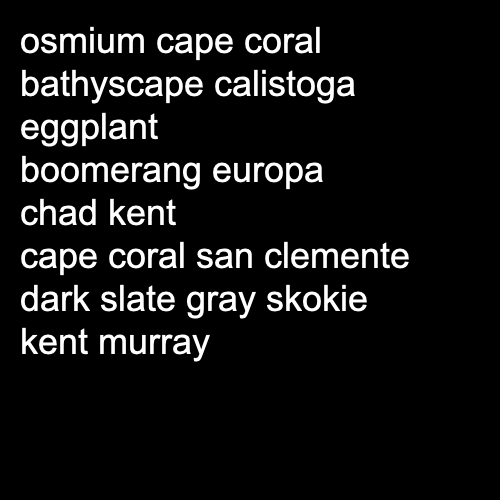 osmium cape coral
bathyscape calistoga
eggplant
boomerang europa
chad kent
cape coral san clemente
dark slate gray skokie
kent murray